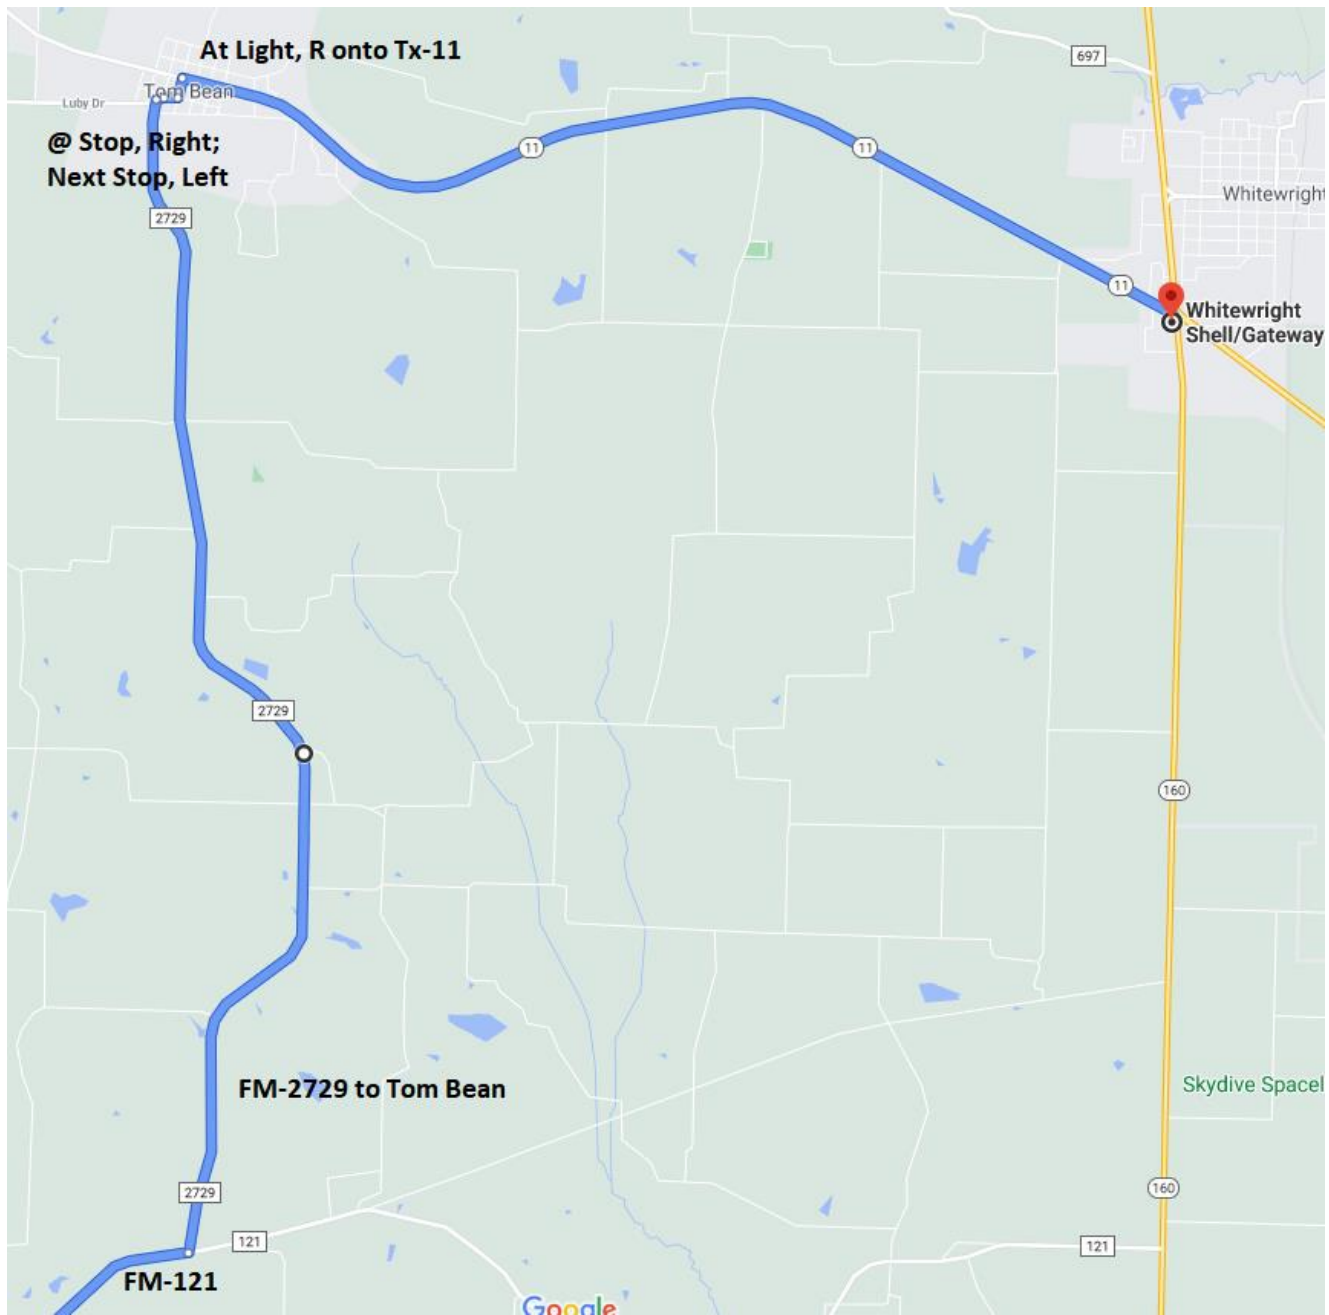 At Light, R onto Tx-11
697
Tom Bean
Luby Dr
@ Stop, Right;
Next Stop, Left
11
11
Whitewright
2729
11
Whitewright
Shell/Gateway
2729
160
Skydive Spacel
FM-2729 to Tom Bean
2729
160
121
121
FM-121
Google